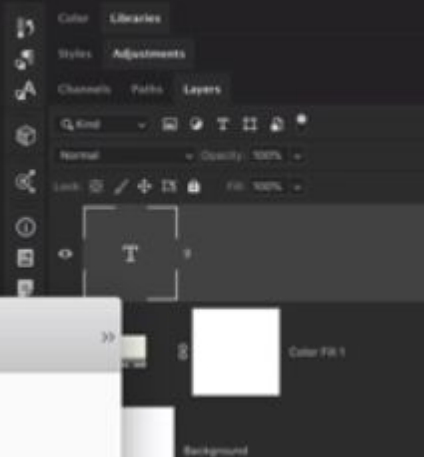 Color Libraries
Styles Adjustments
Channels Paths Layers
Kind
Normal Opacity: 100%
Lock: Fill: 100%
T
Color Fill 1
Background